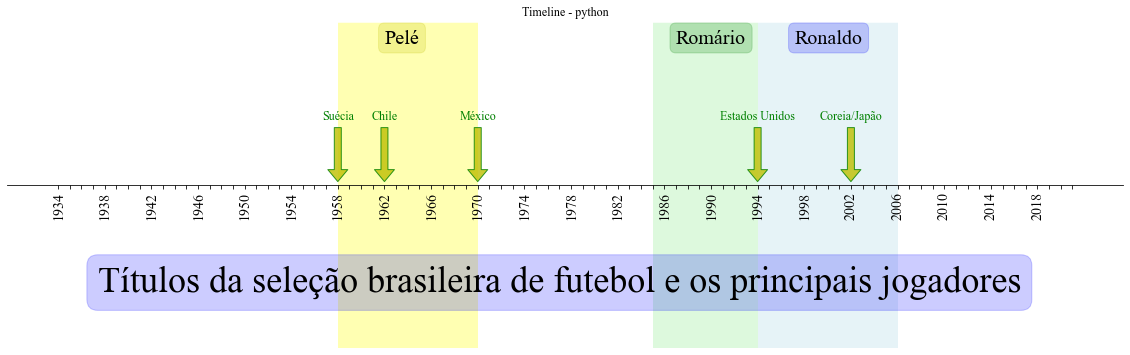 Timeline - python
Pelé Romário Ronaldo
Suécia Chile México Estados Unidos Coreia/Japão
1934 1938 1942 1946 1950 1954 1958 1962 1966 1970 1974 1978 1982 1986 1990 1994 1998 2002 2006 2010 2014 2018
Títulos da seleção brasileira de futebol e os principais jogadores